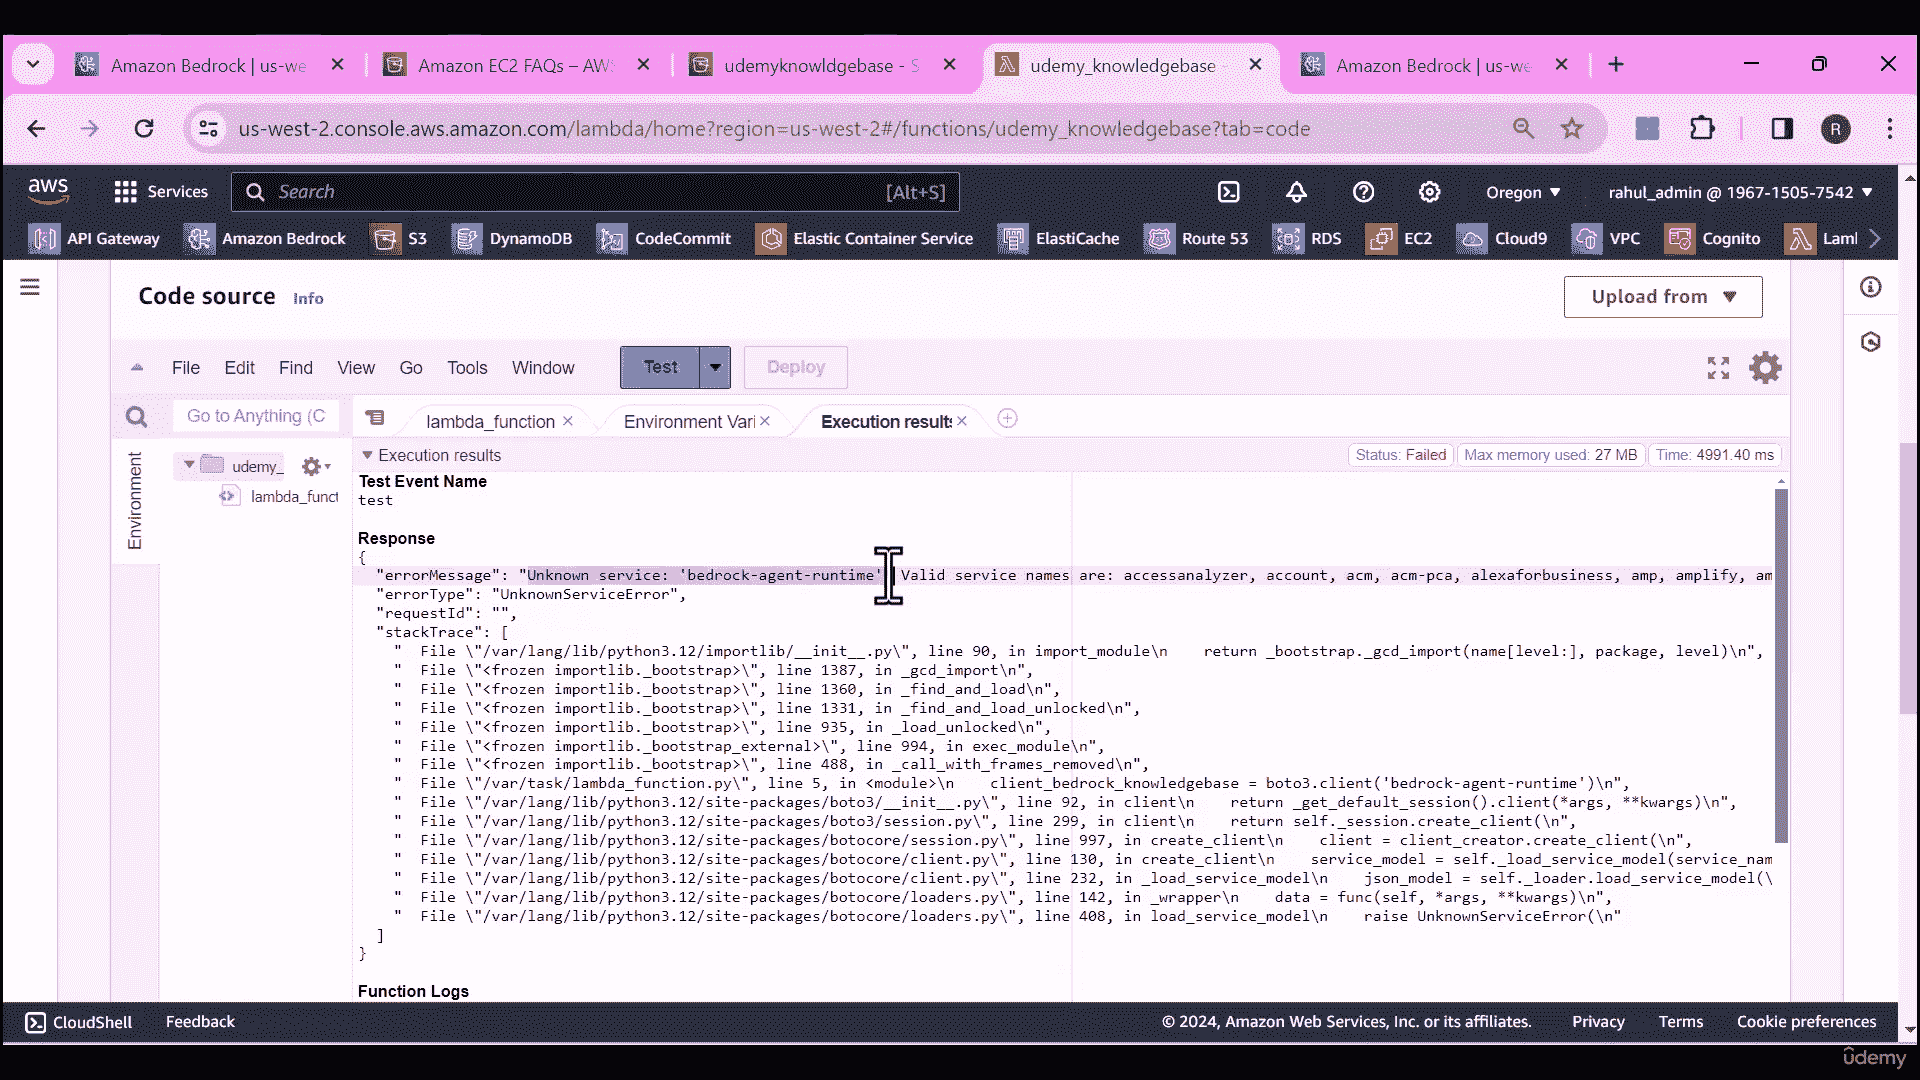 Amazon Bedrock | us-we
Amazon EC2 FAQs – AW
udemyknowldgebase - S
udemy_knowledgebase -
Amazon Bedrock | us-we
us-west-2.console.aws.amazon.com/lambda/home?region=us-west-2#/functions/udemy_knowledgebase?tab=code
R
aws
Services
Search
[Alt+S]
Oregon
rahul_admin @ 1967-1505-7542
API Gateway
Amazon Bedrock
S3
DynamoDB
CodeCommit
Elastic Container Service
ElastiCache
Route 53
RDS
EC2
Cloud9
VPC
Cognito
Laml
Code source Info
Upload from
File Edit Find View Go Tools Window
Test
Deploy
Go to Anything (C
lambda_function
Environment Vari
Execution results
Environment
udemy_
lambda_funct
Execution results
Status: Failed
Max memory used: 27 MB
Time: 4991.40 ms
Test Event Name
test
Response
{
"errorMessage": "Unknown service: 'bedrock-agent-runtime' Valid service names are: accessanalyzer, account, acm, acm-pca, alexaforbusiness, amp, amplify, am
"errorType": "UnknownServiceError",
"requestId": "",
"stackTrace": [
"  File \"/var/lang/lib/python3.12/importlib/__init__.py\", line 90, in import_module\n    return _bootstrap._gcd_import(name[level:], package, level)\n",
"  File \"<frozen importlib._bootstrap>\", line 1387, in _gcd_import\n",
"  File \"<frozen importlib._bootstrap>\", line 1360, in _find_and_load\n",
"  File \"<frozen importlib._bootstrap>\", line 1331, in _find_and_load_unlocked\n",
"  File \"<frozen importlib._bootstrap>\", line 935, in _load_unlocked\n",
"  File \"<frozen importlib._bootstrap_external>\", line 994, in exec_module\n",
"  File \"<frozen importlib._bootstrap>\", line 488, in _call_with_frames_removed\n",
"  File \"/var/task/lambda_function.py\", line 5, in <module>\n    client_bedrock_knowledgebase = boto3.client('bedrock-agent-runtime')\n",
"  File \"/var/lang/lib/python3.12/site-packages/boto3/__init__.py\", line 92, in client\n    return _get_default_session().client(*args, **kwargs)\n",
"  File \"/var/lang/lib/python3.12/site-packages/boto3/session.py\", line 299, in client\n    return self._session.create_client(\n",
"  File \"/var/lang/lib/python3.12/site-packages/botocore/session.py\", line 997, in create_client\n    client = client_creator.create_client(\n",
"  File \"/var/lang/lib/python3.12/site-packages/botocore/client.py\", line 130, in create_client\n    service_model = self._load_service_model(service_nam
"  File \"/var/lang/lib/python3.12/site-packages/botocore/client.py\", line 232, in _load_service_model\n    json_model = self._loader.load_service_model(\
"  File \"/var/lang/lib/python3.12/site-packages/botocore/loaders.py\", line 142, in _wrapper\n    data = func(self, *args, **kwargs)\n",
"  File \"/var/lang/lib/python3.12/site-packages/botocore/loaders.py\", line 408, in load_service_model\n    raise UnknownServiceError(\n"
]
}
Function Logs
CloudShell
Feedback
© 2024, Amazon Web Services, Inc. or its affiliates.
Privacy
Terms
Cookie preferences
udemy